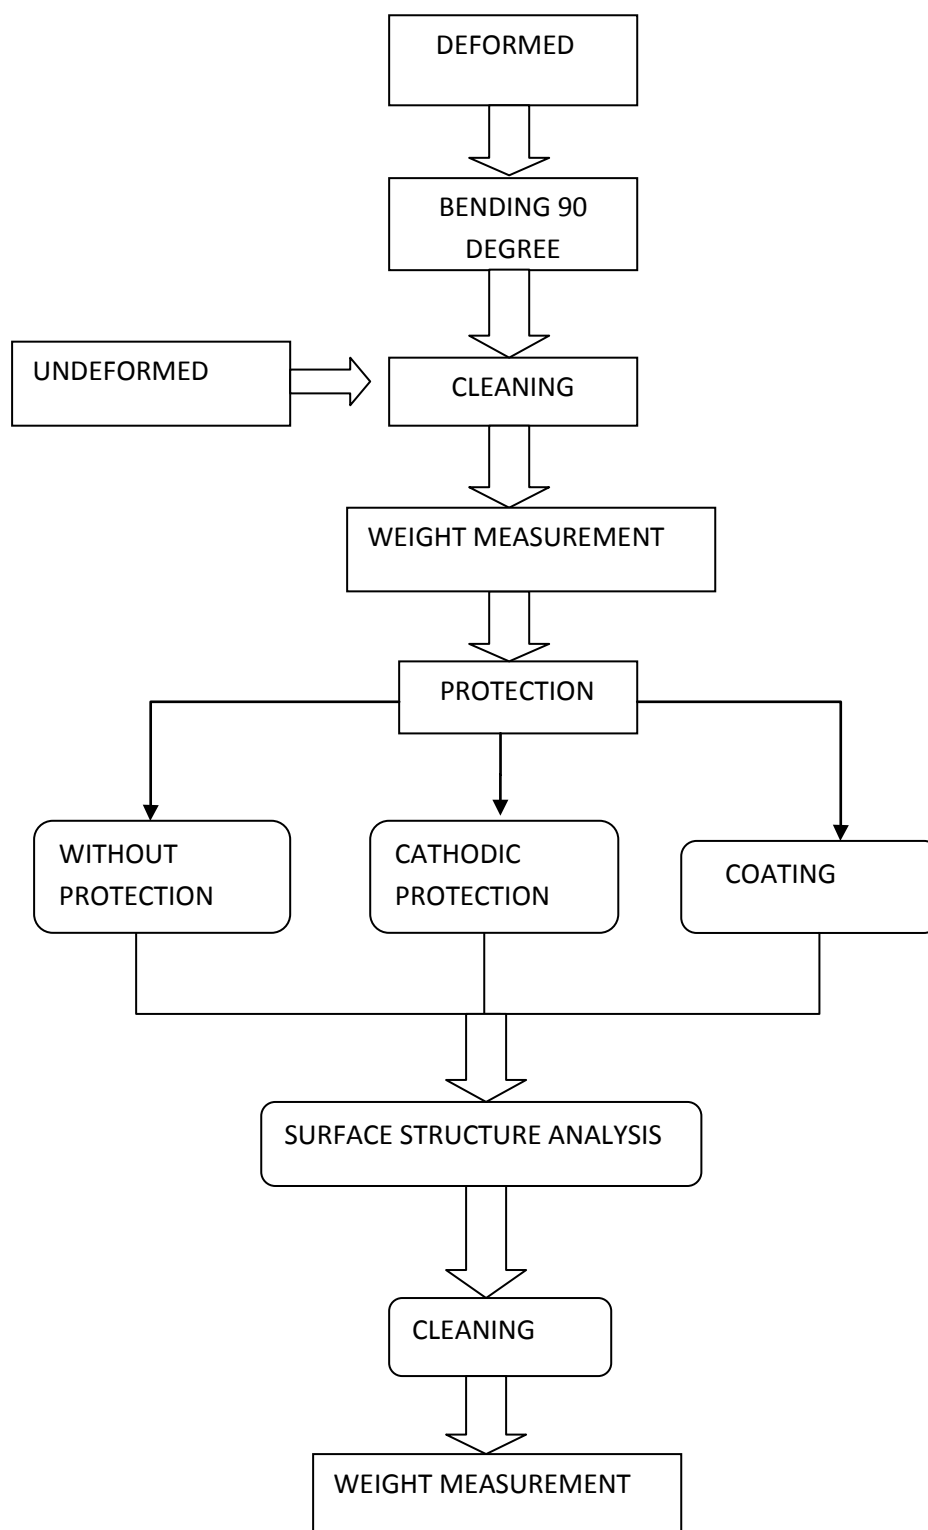 DEFORMED
BENDING 90
DEGREE
UNDEFORMED
CLEANING
WEIGHT MEASUREMENT
PROTECTION
WITHOUT
PROTECTION
CATHODIC
PROTECTION
COATING
SURFACE STRUCTURE ANALYSIS
CLEANING
WEIGHT MEASUREMENT